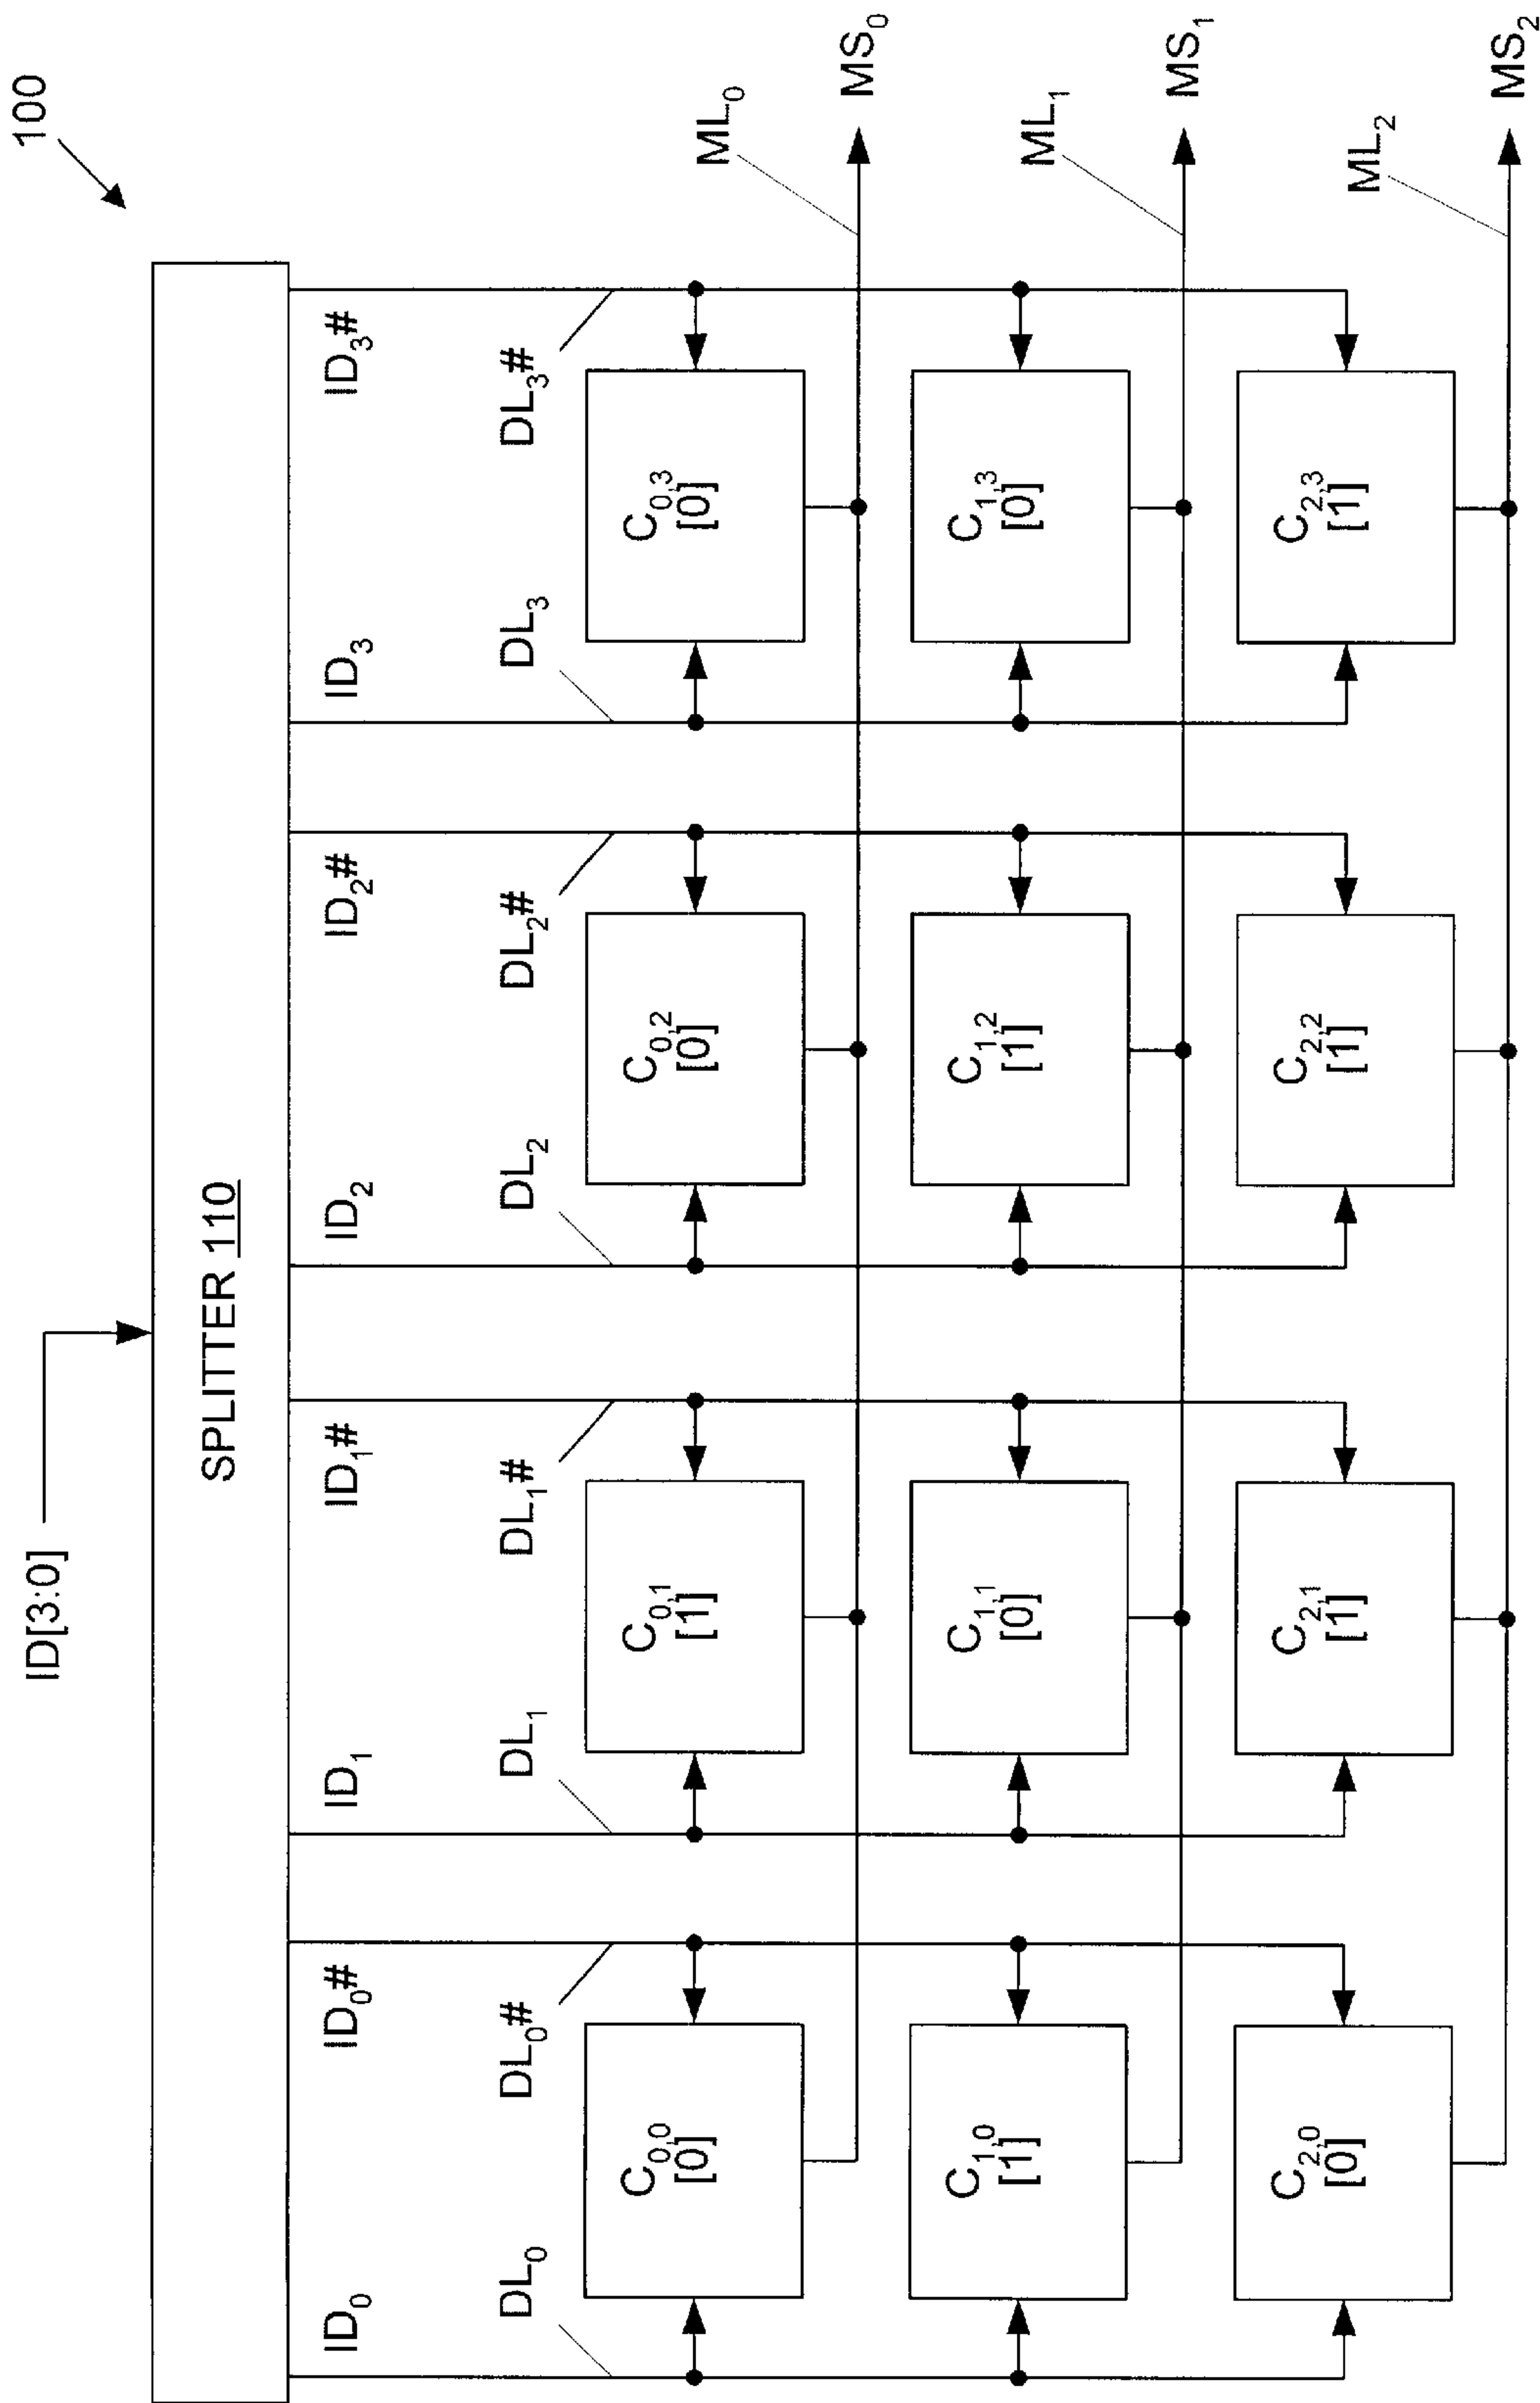 100
ID[3:0]
SPLITTER 110
ID₀ ID₀# ID₁ ID₁# ID₂ ID₂# ID₃ ID₃#
DL₀ DL₀# DL₁ DL₁# DL₂ DL₂# DL₃ DL₃#
C₀,₀ C₀,₁ C₀,₂ C₀,₃
[0] [1] [0] [0]
ML₀
MS₀
C₁,₀ C₁,₁ C₁,₂ C₁,₃
[1] [0] [1] [0]
ML₁
MS₁
C₂,₀ C₂,₁ C₂,₂ C₂,₃
[0] [1] [1] [1]
ML₂
MS₂